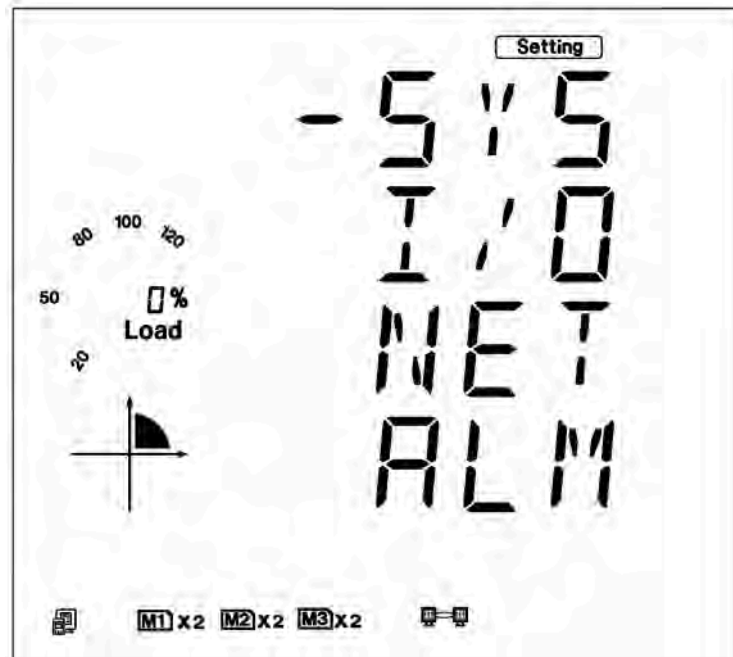 Setting
-SYS
I/O
NET
ALM
20
50
80
100
120
0%
Load
M1 X2 M2 X2 M3 X2